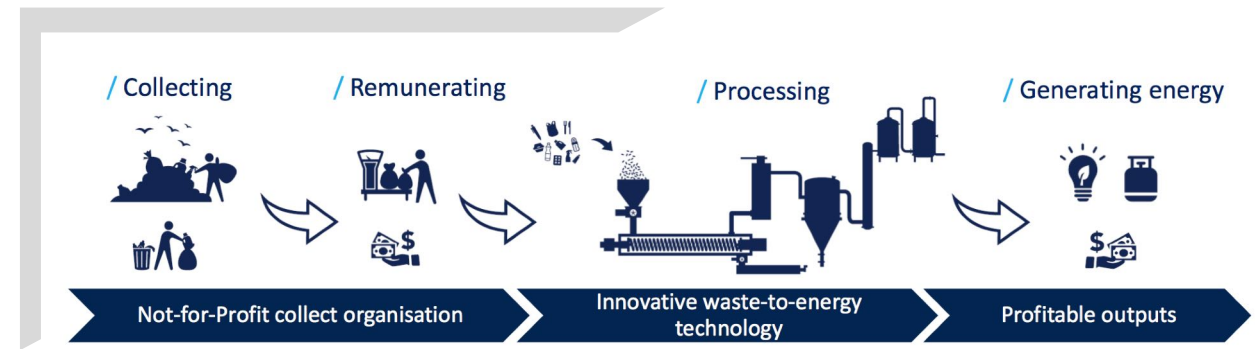 / Collecting
/ Remunerating
/ Processing
/ Generating energy
$
$
Not-for-Profit collect organisation
Innovative waste-to-energy
technology
Profitable outputs